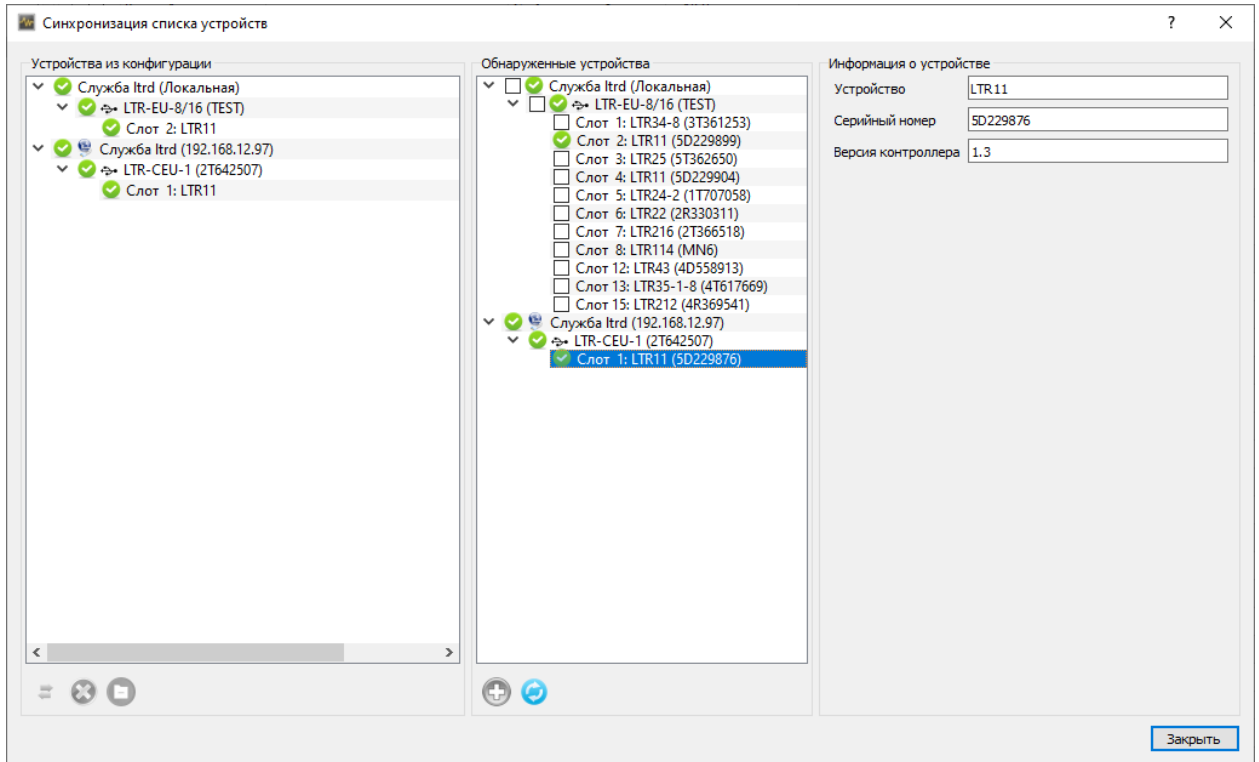 Синхронизация списка устройств
?
Устройства из конфигурации
Служба ltrd (Локальная)
LTR-EU-8/16 (TEST)
Слот 2: LTR11
Служба ltrd (192.168.12.97)
LTR-CEU-1 (2T642507)
Слот 1: LTR11
Обнаруженные устройства
Служба ltrd (Локальная)
LTR-EU-8/16 (TEST)
Слот 1: LTR34-8 (3T361253)
Слот 2: LTR11 (5D229899)
Слот 3: LTR25 (5T362650)
Слот 4: LTR11 (5D229904)
Слот 5: LTR24-2 (1T707058)
Слот 6: LTR22 (2R330311)
Слот 7: LTR216 (2T366518)
Слот 8: LTR114 (MN6)
Слот 12: LTR43 (4D558913)
Слот 13: LTR35-1-8 (4T617669)
Слот 15: LTR212 (4R369541)
Служба ltrd (192.168.12.97)
LTR-CEU-1 (2T642507)
Слот 1: LTR11 (5D229876)
Информация о устройстве
Устройство LTR11
Серийный номер 5D229876
Версия контроллера 1.3
Закрыть